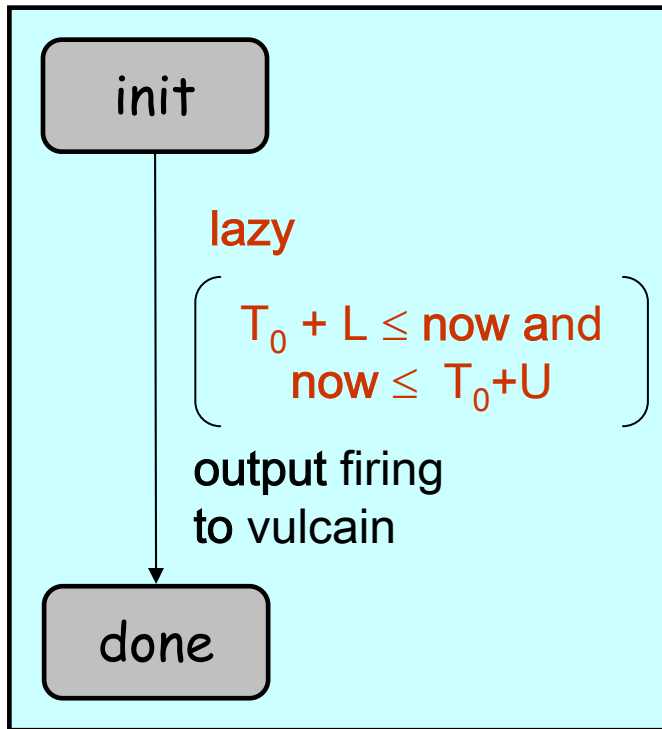 init
lazy
T₀ + L ≤ now and
now ≤ T₀+U
output firing
to vulcain
done